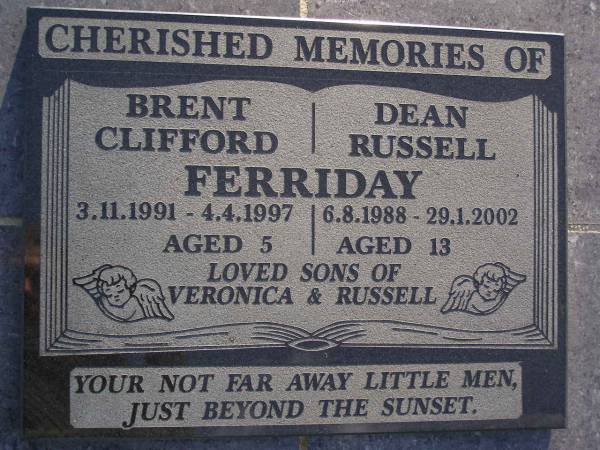 CHERISHED MEMORIES OF
BRENT
CLIFFORD
DEAN
RUSSELL
FERRIDAY
3.11.1991 - 4.4.1997
AGED 5
6.8.1988 - 29.1.2002
AGED 13
LOVED SONS OF
VERONICA & RUSSELL
YOUR NOT FAR AWAY LITTLE MEN,
JUST BEYOND THE SUNSET.